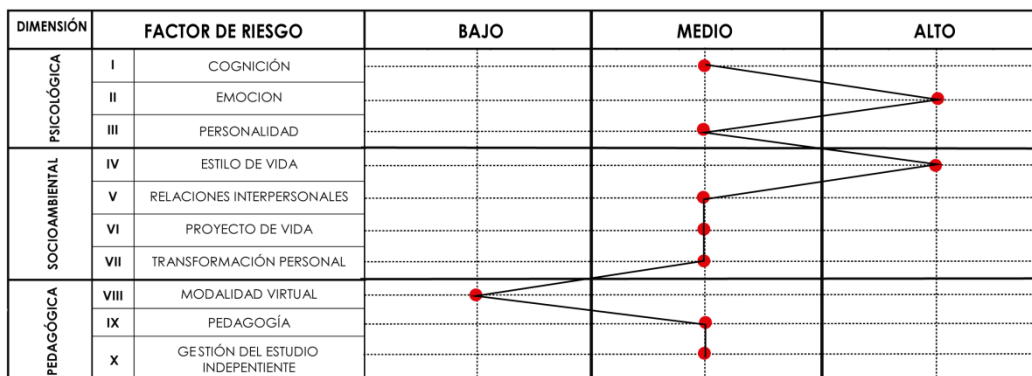 DIMENSIÓN FACTOR DE RIESGO BAJO MEDIO ALTO
PSICOLÓGICA
I COGNICIÓN
II EMOCION
III PERSONALIDAD
SOCIOAMBIENTAL
IV ESTILO DE VIDA
V RELACIONES INTERPERSONALES
VI PROYECTO DE VIDA
VII TRANSFORMACIÓN PERSONAL
PEDAGÓGICA
VIII MODALIDAD VIRTUAL
IX PEDAGOGÍA
X GESTIÓN DEL ESTUDIO
INDEPENTIENTE